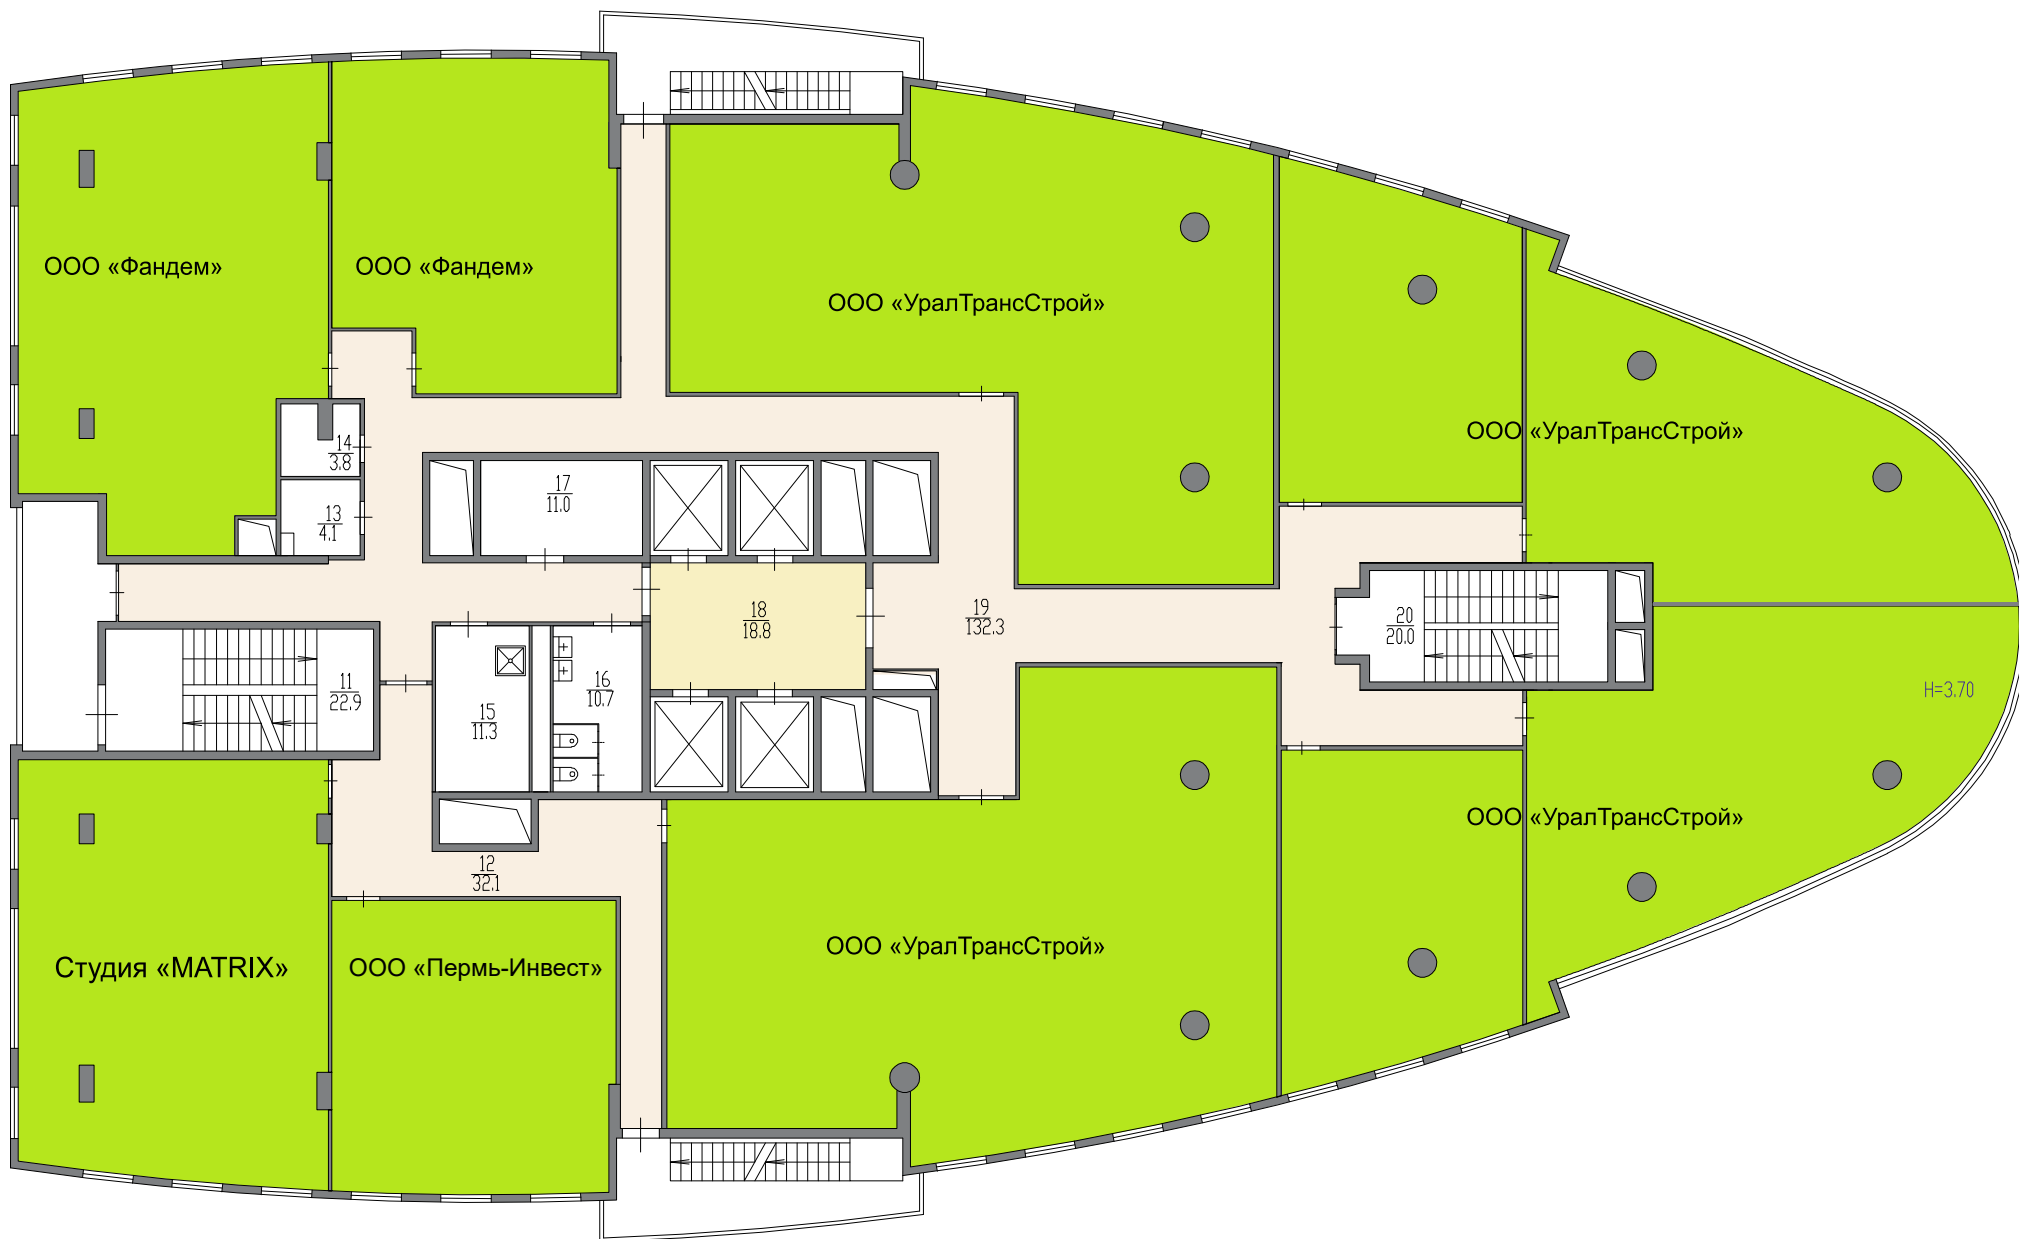 ООО «Фандем»
ООО «Фандем»
ООО «УралТрансСтрой»
ООО «УралТрансСтрой»
14
3.8
17
11.0
13
4.1
18
18.8
19
132.3
20
20.0
11
22.9
16
10.7
15
11.3
H=3.70
12
32.1
ООО «УралТрансСтрой»
ООО «УралТрансСтрой»
Студия «MATRIX»
ООО «Пермь-Инвест»